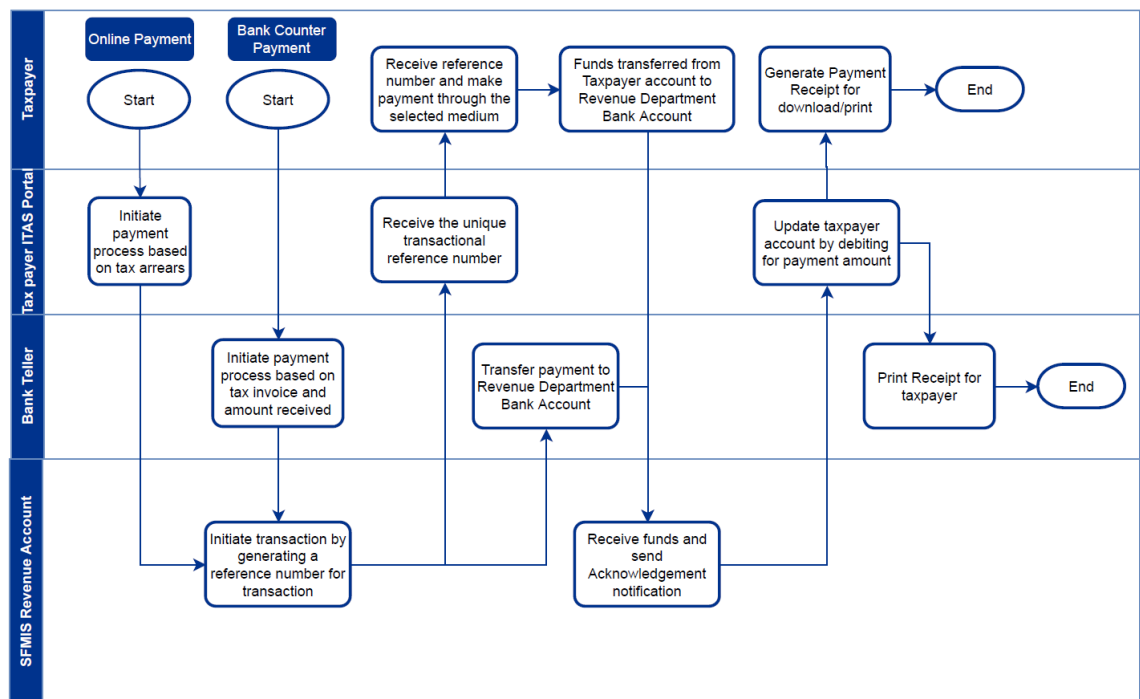 Taxpayer
Online Payment
Bank Counter
Payment
Start
Start
Receive reference
number and make
payment through the
selected medium
Funds transferred from
Taxpayer account to
Revenue Department
Bank Account
Generate Payment
Receipt for
download/print
End
Tax payer ITAS Portal
Initiate
payment
process based
on tax arrears
Receive the unique
transactional
reference number
Update taxpayer
account by debiting
for payment amount
Bank Teller
Initiate payment
process based on
tax invoice and
amount received
Transfer payment to
Revenue Department
Bank Account
Print Receipt for
taxpayer
End
SFMIS Revenue Account
Initiate transaction by
generating a
reference number for
transaction
Receive funds and
send
Acknowledgement
notification